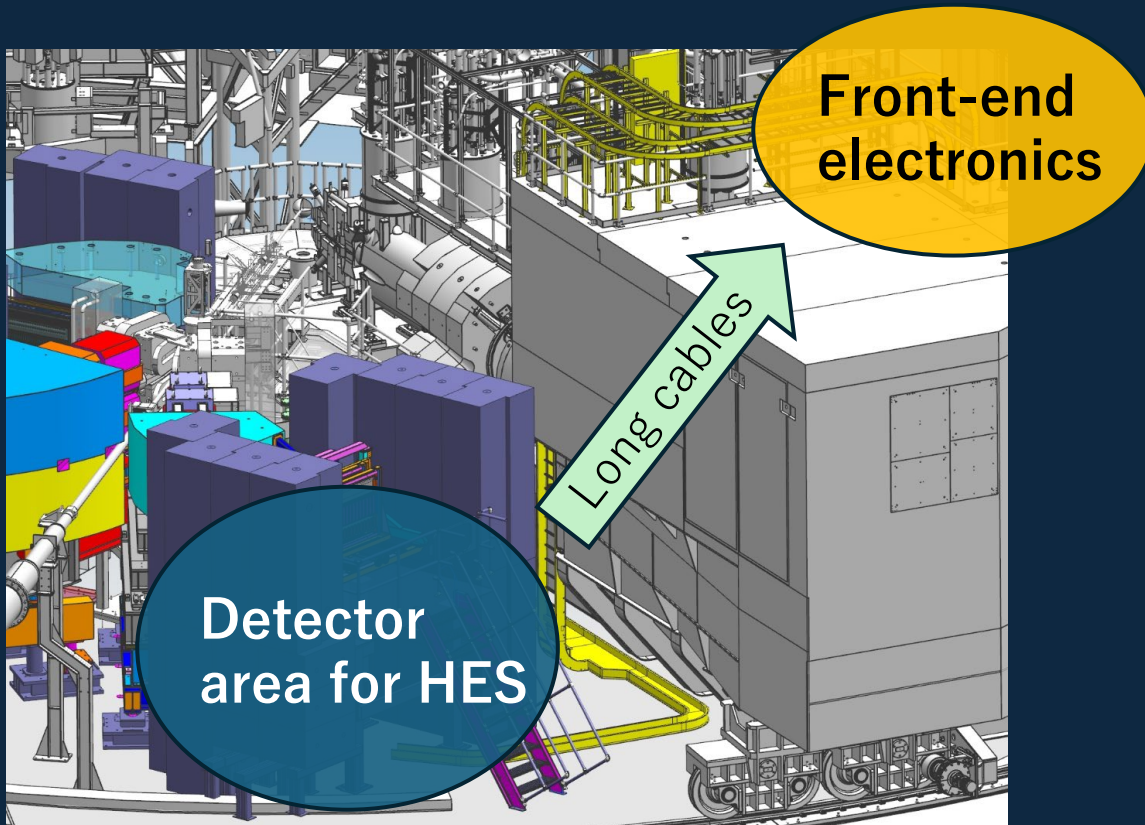 Front-end
electronics
Long cables
Detector
area for HES